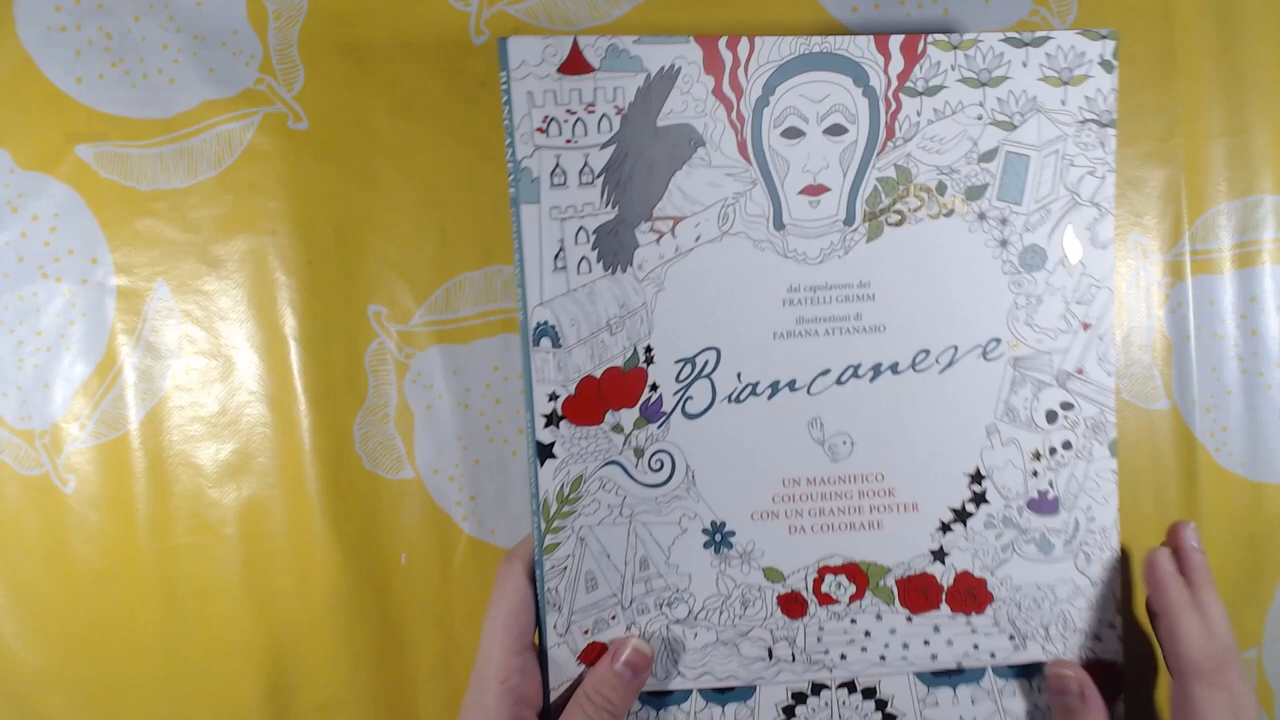 dal capolavoro dei
FRATELLI GRIMM
illustrazioni di
FABIANA ATTANASIO
Biancaneve
UN MAGNIFICO
COLOURING BOOK
CON UN GRANDE POSTER
DA COLORARE